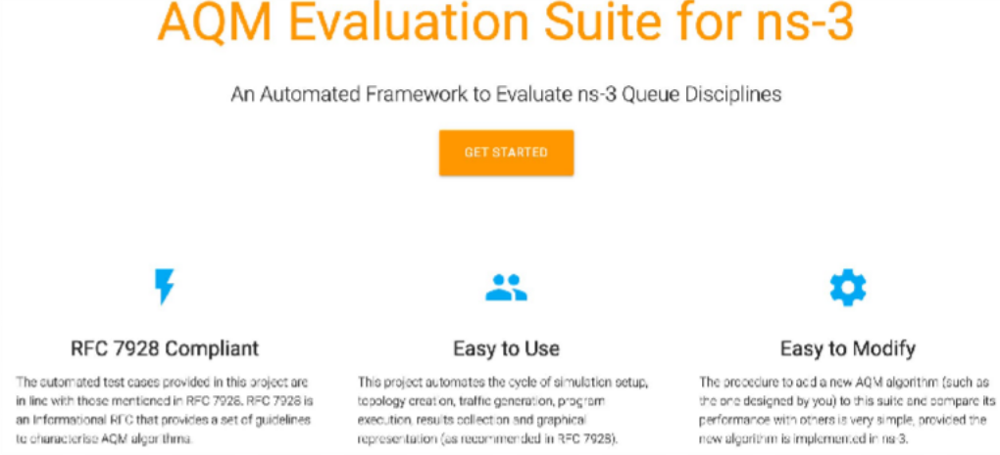 AQM Evaluation Suite for ns-3
An Automated Framework to Evaluate ns-3 Queue Disciplines
GET STARTED
RFC 7928 Compliant
The automated test cases provided in this project are
in line with those mentioned in RFC 7928. RFC 7928 is
an Informational RFC that provides a set of guidelines
to characterise AQM algorithms.
Easy to Use
This project automates the cycle of simulation setup,
topology creation, traffic generation, program
execution, results collection and graphical
representation (as recommended in RFC 7928).
Easy to Modify
The procedure to add a new AQM algorithm (such as
the one designed by you) to this suite and compare its
performance with others is very simple, provided the
new algorithm is implemented in ns-3.